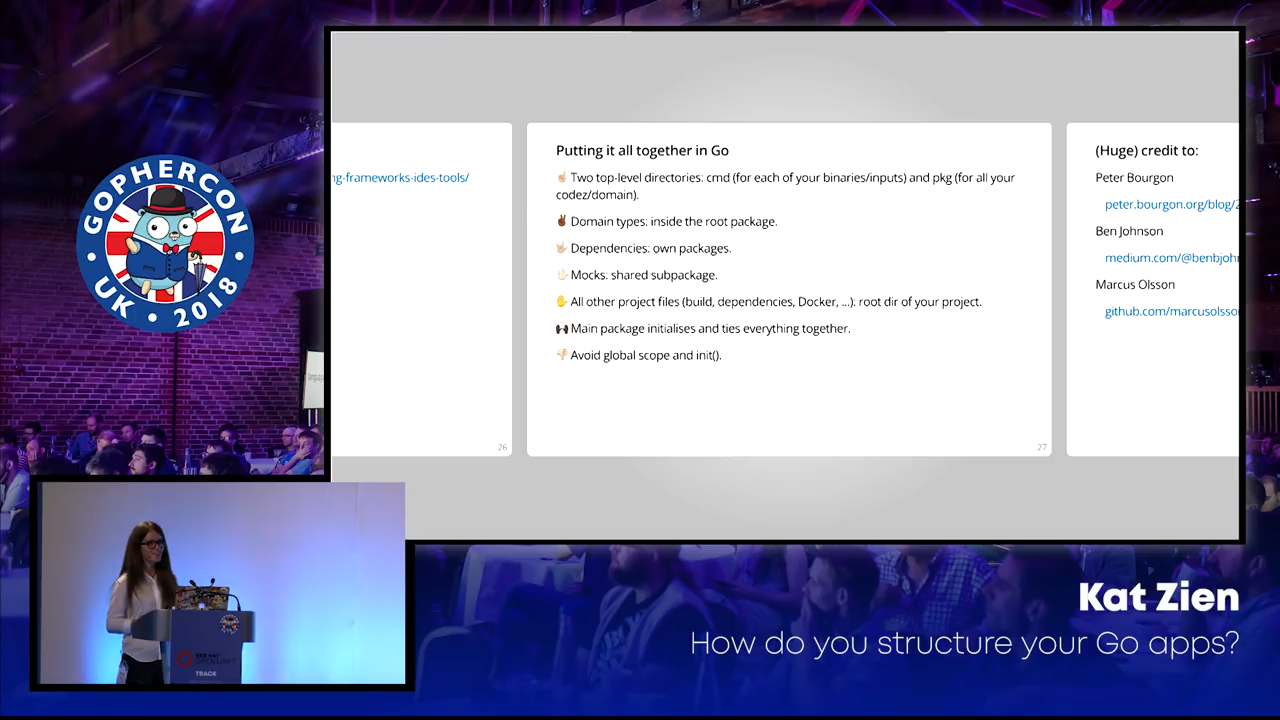 GOPHERCON
UK • 2018
ng-frameworks-ides-tools/
26
Putting it all together in Go
☝🏻 Two top-level directories: cmd (for each of your binaries/inputs) and pkg (for all your
codez/domain).
✌🏾 Domain types: inside the root package.
🤟🏼 Dependencies: own packages.
🖖🏻 Mocks: shared subpackage.
✋ All other project files (build, dependencies, Docker, ...): root dir of your project.
🙌🏿 Main package initialises and ties everything together.
👎🏻 Avoid global scope and init().
27
(Huge) credit to:
Peter Bourgon
peter.bourgon.org/blog/2
Ben Johnson
medium.com/@benbjohn
Marcus Olsson
github.com/marcusolsso
RED HAT
OPENSHIFT
TRACK
Kat Zien
How do you structure your Go apps?